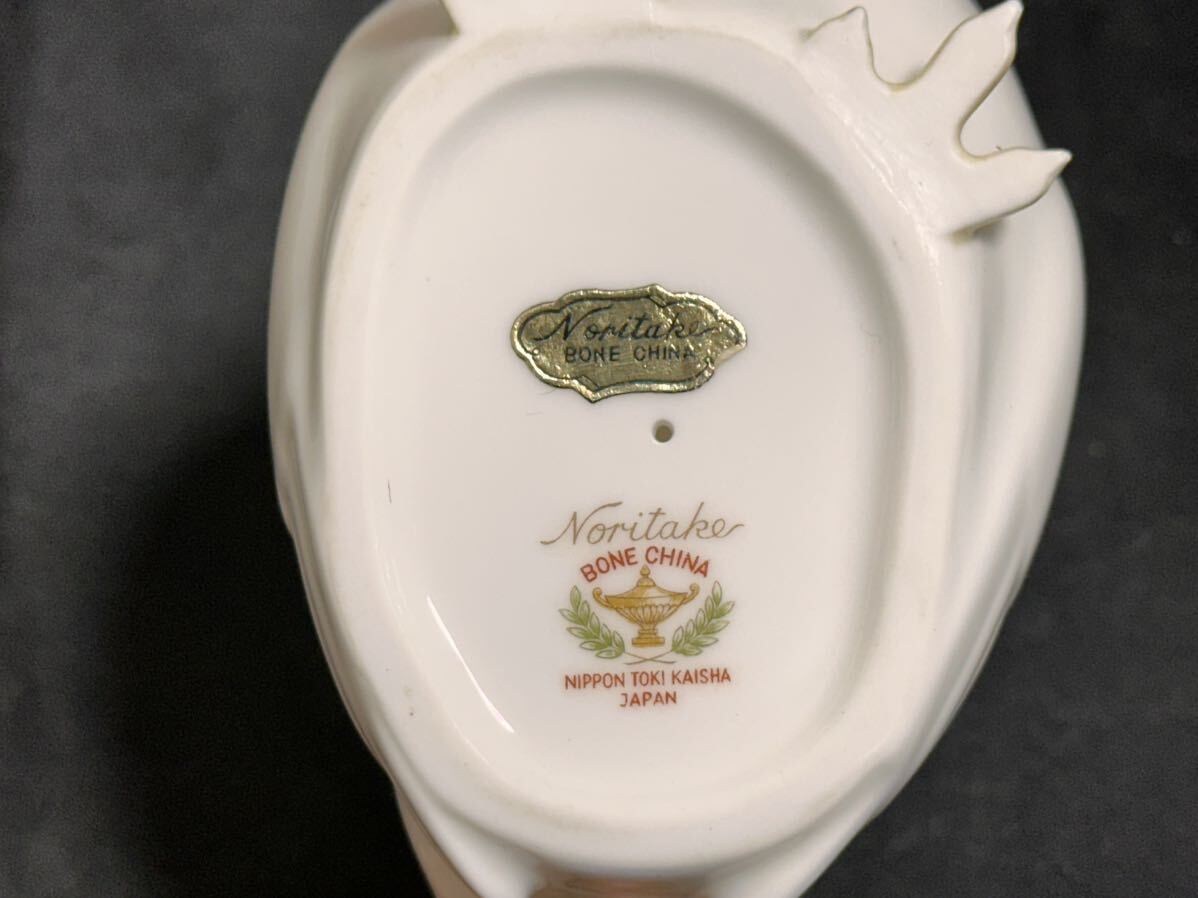 Noritake
BONE CHINA
Noritake
BONE CHINA
NIPPON TOKI KAISHA
JAPAN